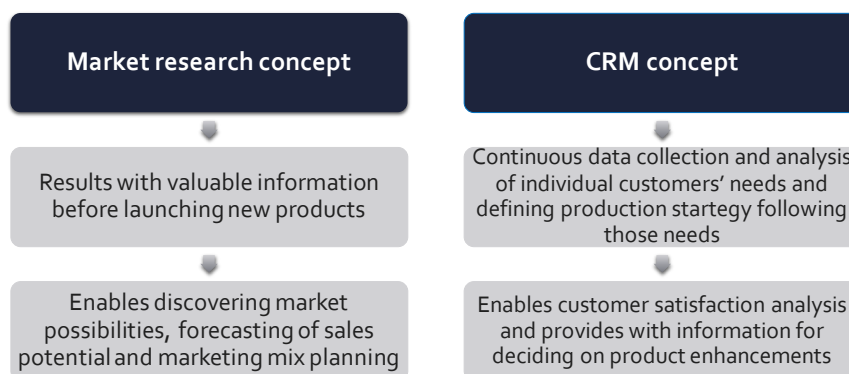 Market research concept
Results with valuable information
before launching new products
Enables discovering market
possibilities, forecasting of sales
potential and marketing mix planning
CRM concept
Continuous data collection and analysis
of individual customers' needs and
defining production startegy following
those needs
Enables customer satisfaction analysis
and provides with information for
deciding on product enhancements